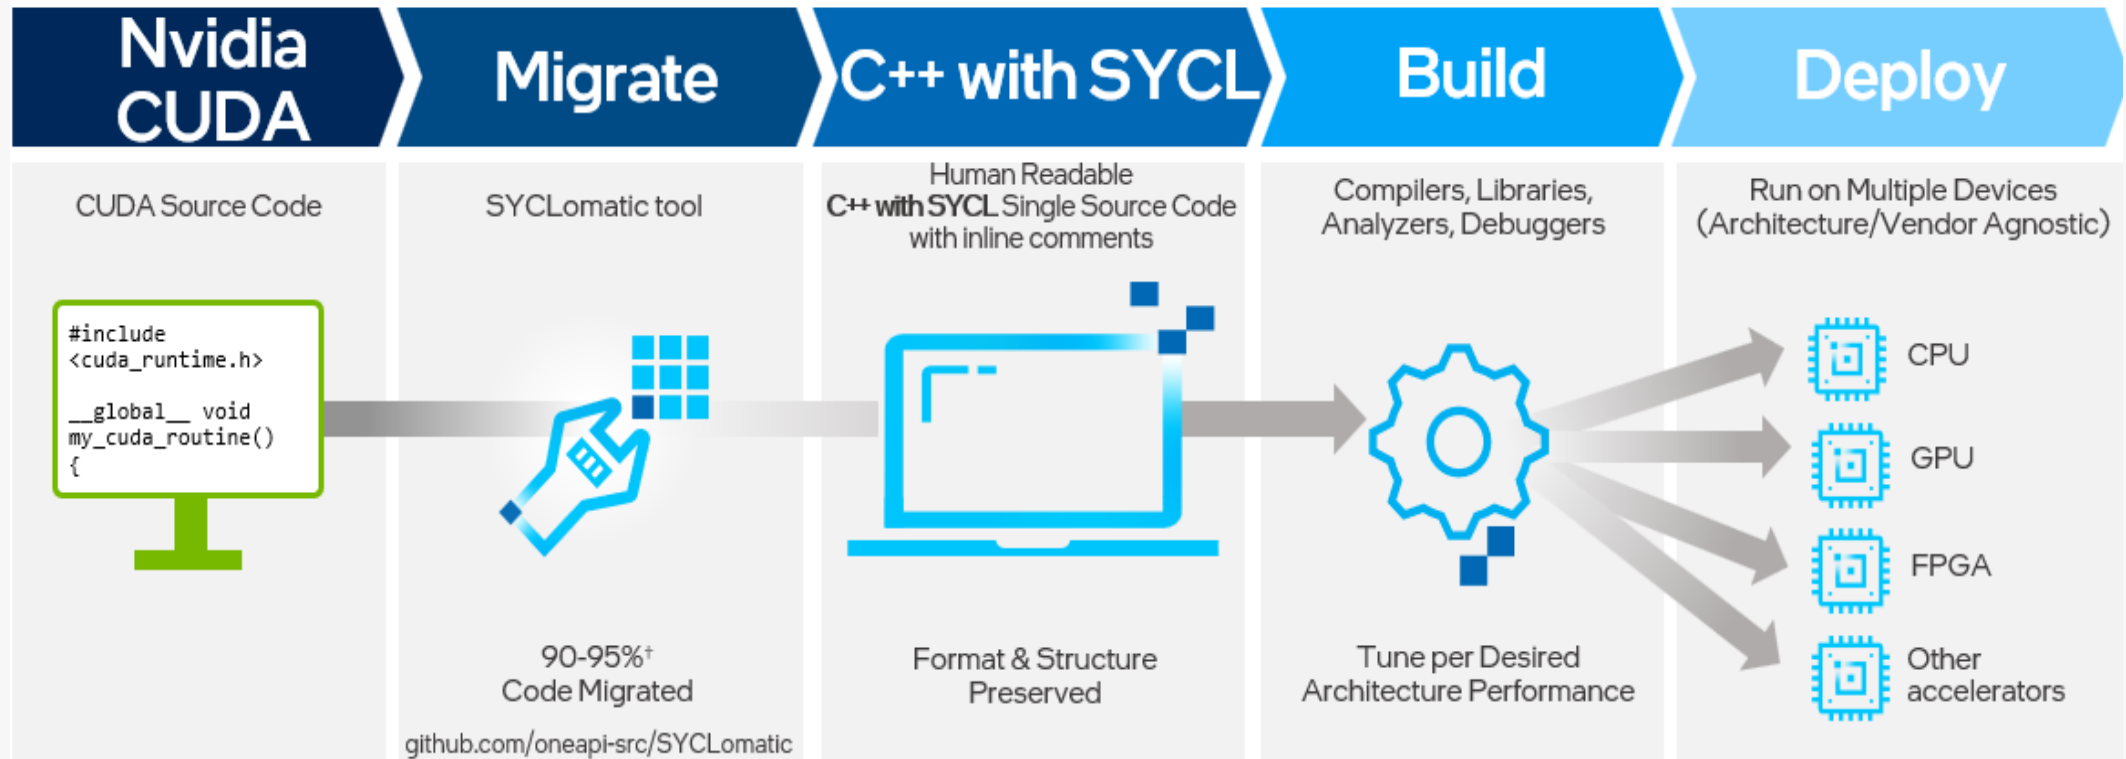 Nvidia
CUDA
Migrate
C++ with SYCL
Build
Deploy
CUDA Source Code
#include
<cuda_runtime.h>
__global__ void
my_cuda_routine()
{
SYCLomatic tool
90-95%†
Code Migrated
github.com/oneapi-src/SYCLomatic
Human Readable
C++ with SYCL Single Source Code
with inline comments
Format & Structure
Preserved
Compilers, Libraries,
Analyzers, Debuggers
Tune per Desired
Architecture Performance
Run on Multiple Devices
(Architecture/Vendor Agnostic)
CPU
GPU
FPGA
Other
accelerators